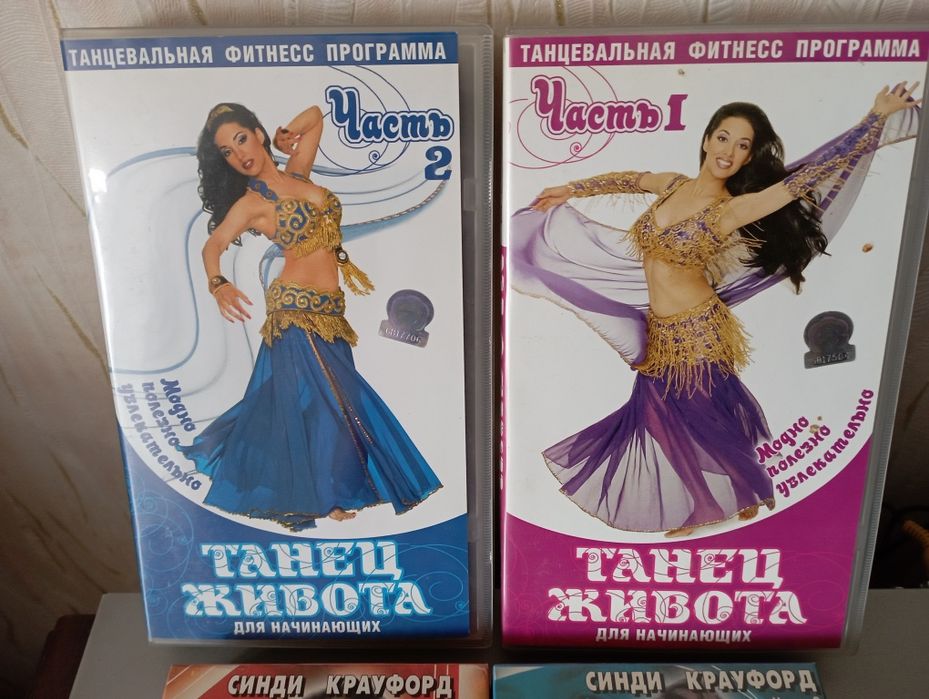 ТАНЦЕВАЛЬНАЯ ФИТНЕСС ПРОГРАММА
Часть
2
Модно
полезно
увлекательно
ТАНЕЦ
ЖИВОТА
ДЛЯ НАЧИНАЮЩИХ
ТАНЦЕВАЛЬНАЯ ФИТНЕСС ПРОГРАММА
Часть 1
Модно
полезно
увлекательно
ТАНЕЦ
ЖИВОТА
ДЛЯ НАЧИНАЮЩИХ
СИНДИ КРАУФОРД
СИНДИ КРАУФОРД